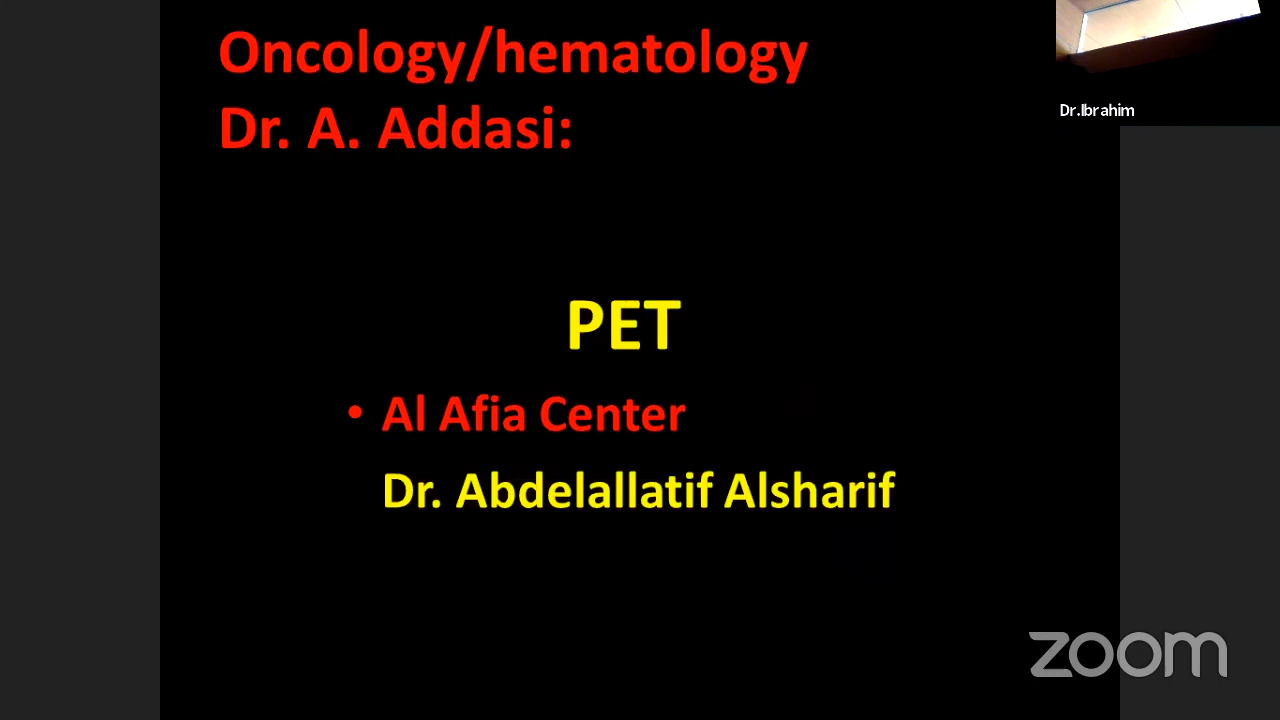 Oncology/hematology
Dr. A. Addasi:
Dr.Ibrahim
PET
• Al Afia Center
Dr. Abdelallatif Alsharif
zoom